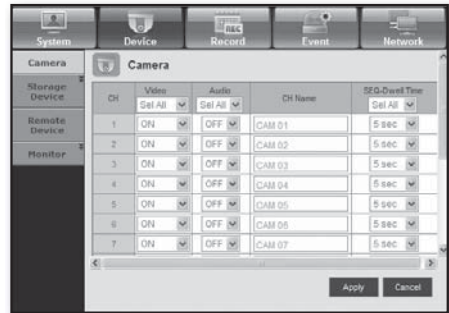 System Device Record Event Network
REC
Camera
Storage Device
Remote Device
Monitor
Camera
CH Video Audio CH Name SEQ-Dwell Time
Sel All Sel All Sel All
1 ON OFF CAM 01 5 sec
2 ON OFF CAM 02 5 sec
3 ON OFF CAM 03 5 sec
4 ON OFF CAM 04 5 sec
5 ON OFF CAM 05 5 sec
6 ON OFF CAM 06 5 sec
7 ON OFF CAM 07 5 sec
Apply Cancel